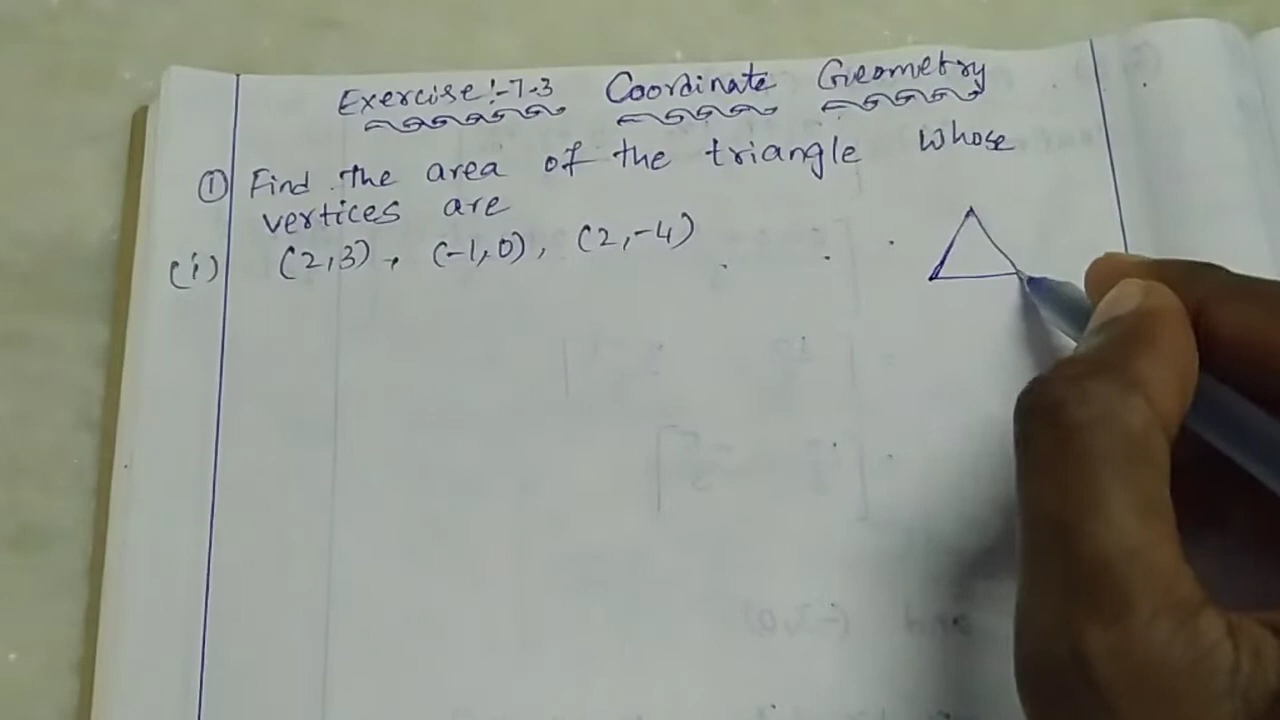 Exercise:-7.3 Coordinate Geometry
① Find the area of the triangle whose
vertices are
(i) (2,3), (-1,0), (2,-4)